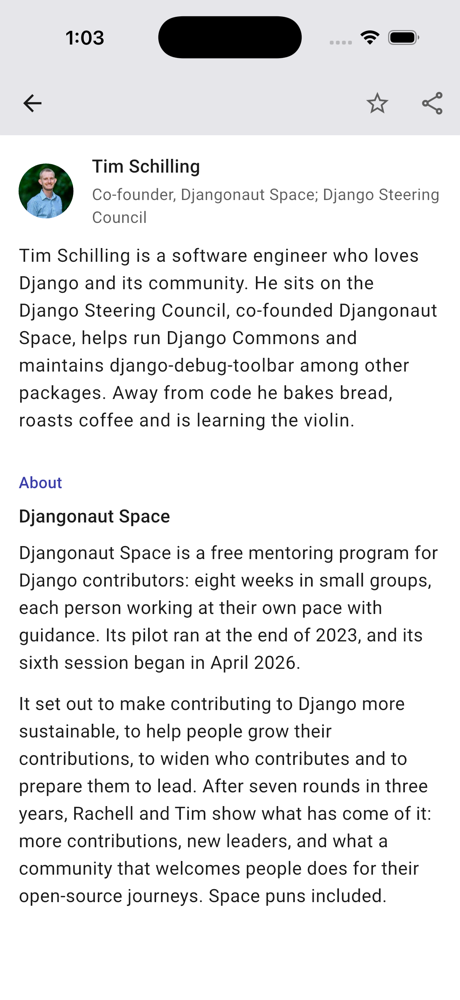 1:03
Tim Schilling
Co-founder, Djangonaut Space; Django Steering
Council
Tim Schilling is a software engineer who loves
Django and its community. He sits on the
Django Steering Council, co-founded Djangonaut
Space, helps run Django Commons and
maintains django-debug-toolbar among other
packages. Away from code he bakes bread,
roasts coffee and is learning the violin.
About
Djangonaut Space
Djangonaut Space is a free mentoring program for
Django contributors: eight weeks in small groups,
each person working at their own pace with
guidance. Its pilot ran at the end of 2023, and its
sixth session began in April 2026.
It set out to make contributing to Django more
sustainable, to help people grow their
contributions, to widen who contributes and to
prepare them to lead. After seven rounds in three
years, Rachell and Tim show what has come of it:
more contributions, new leaders, and what a
community that welcomes people does for their
open-source journeys. Space puns included.